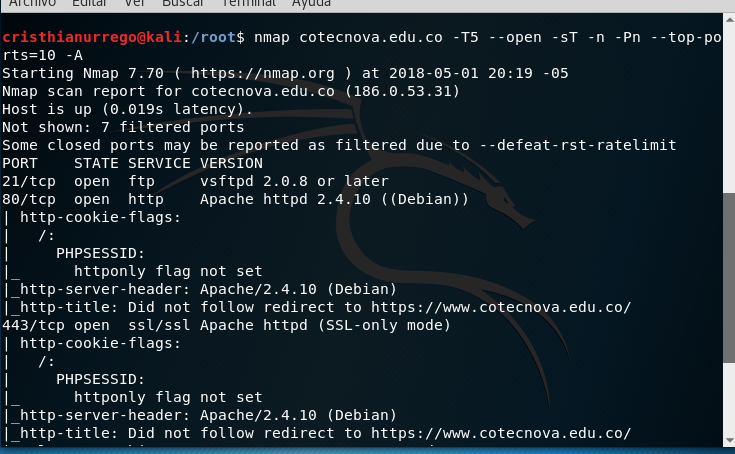 Archivo Editar Ver Buscar Terminal Ayuda
cristhianurrego@kali:/root$ nmap cotecnova.edu.co -T5 --open -sT -n -Pn --top-po
rts=10 -A
Starting Nmap 7.70 ( https://nmap.org ) at 2018-05-01 20:19 -05
Nmap scan report for cotecnova.edu.co (186.0.53.31)
Host is up (0.019s latency).
Not shown: 7 filtered ports
Some closed ports may be reported as filtered due to --defeat-rst-ratelimit
PORT    STATE SERVICE VERSION
21/tcp  open  ftp     vsftpd 2.0.8 or later
80/tcp  open  http    Apache httpd 2.4.10 ((Debian))
| http-cookie-flags:
|   /:
|     PHPSESSID:
|_      httponly flag not set
|_http-server-header: Apache/2.4.10 (Debian)
|_http-title: Did not follow redirect to https://www.cotecnova.edu.co/
443/tcp open  ssl/ssl Apache httpd (SSL-only mode)
| http-cookie-flags:
|   /:
|     PHPSESSID:
|_      httponly flag not set
|_http-server-header: Apache/2.4.10 (Debian)
|_http-title: Did not follow redirect to https://www.cotecnova.edu.co/